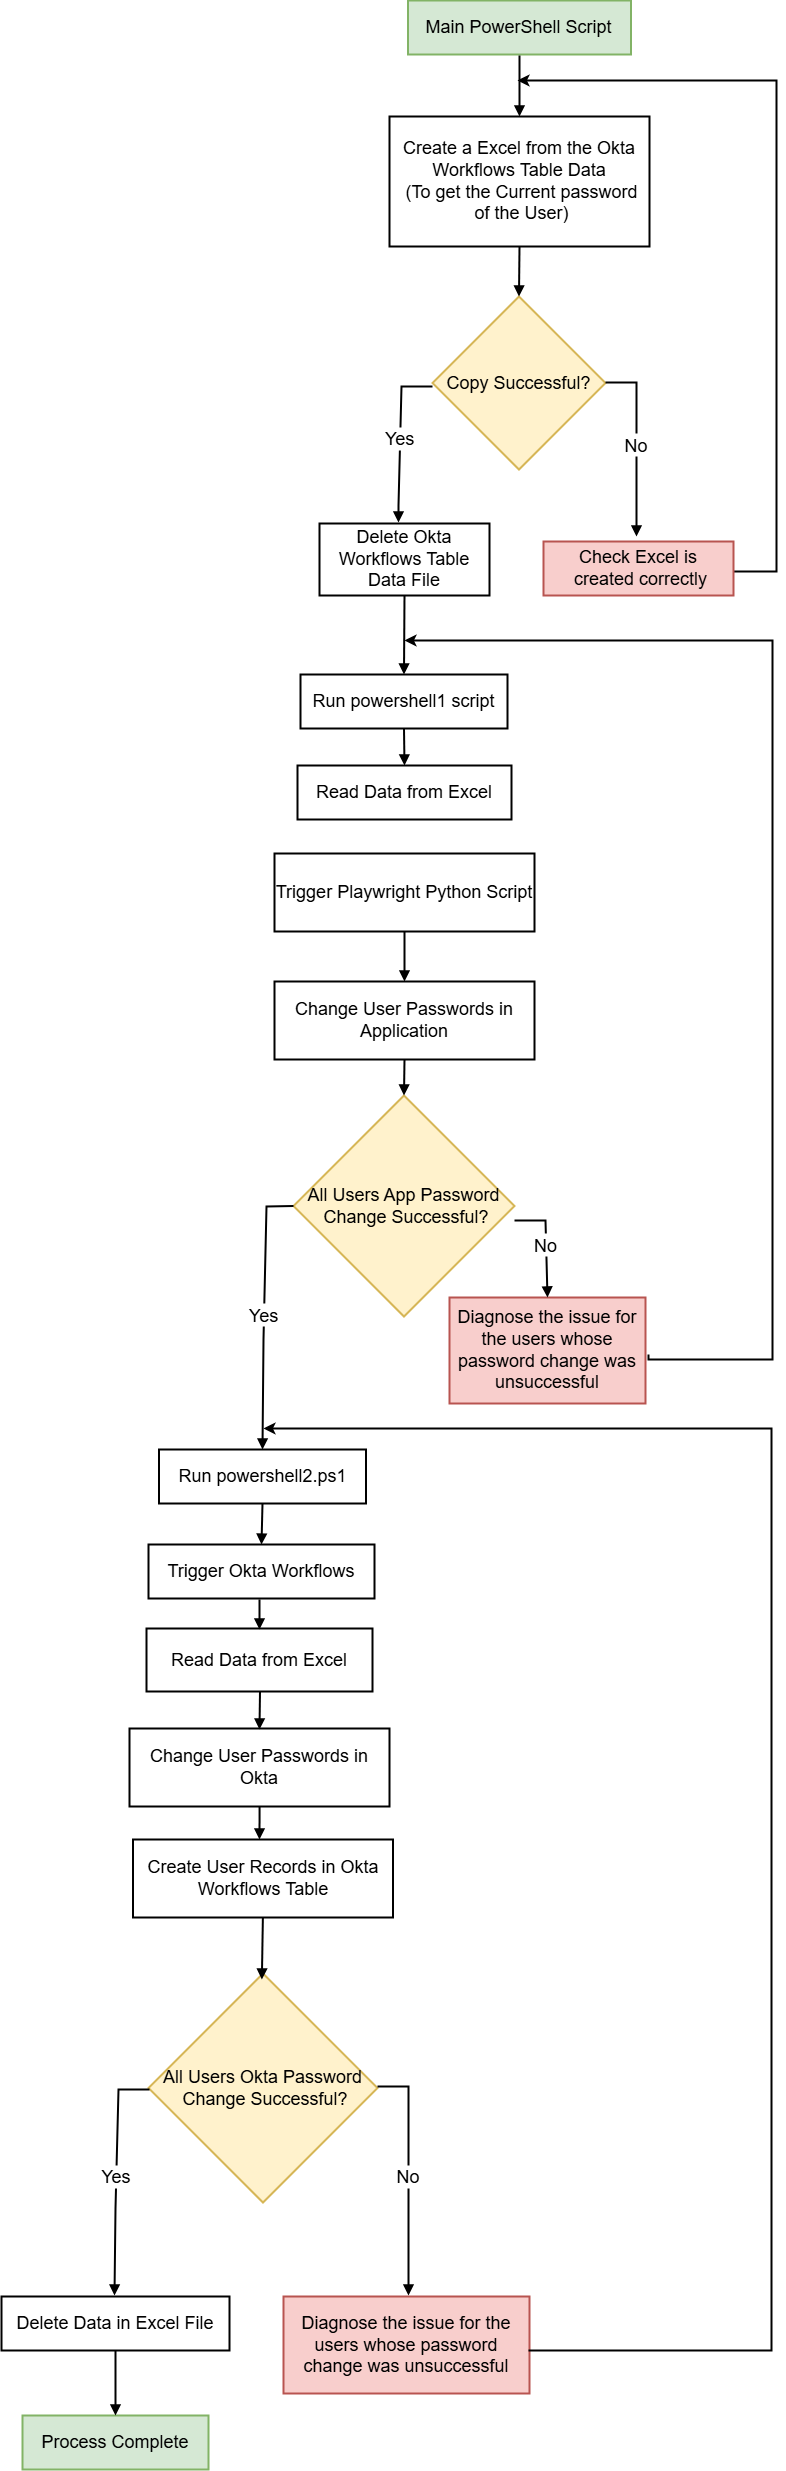 Main PowerShell Script
Create a Excel from the Okta
Workflows Table Data
(To get the Current password
of the User)
Copy Successful?
Yes
No
Delete Okta
Workflows Table
Data File
Check Excel is
created correctly
Run powershell1 script
Read Data from Excel
Trigger Playwright Python Script
Change User Passwords in
Application
All Users App Password
Change Successful?
No
Yes
Diagnose the issue for
the users whose
password change was
unsuccessful
Run powershell2.ps1
Trigger Okta Workflows
Read Data from Excel
Change User Passwords in
Okta
Create User Records in Okta
Workflows Table
All Users Okta Password
Change Successful?
Yes
No
Delete Data in Excel File
Diagnose the issue for the
users whose password
change was unsuccessful
Process Complete